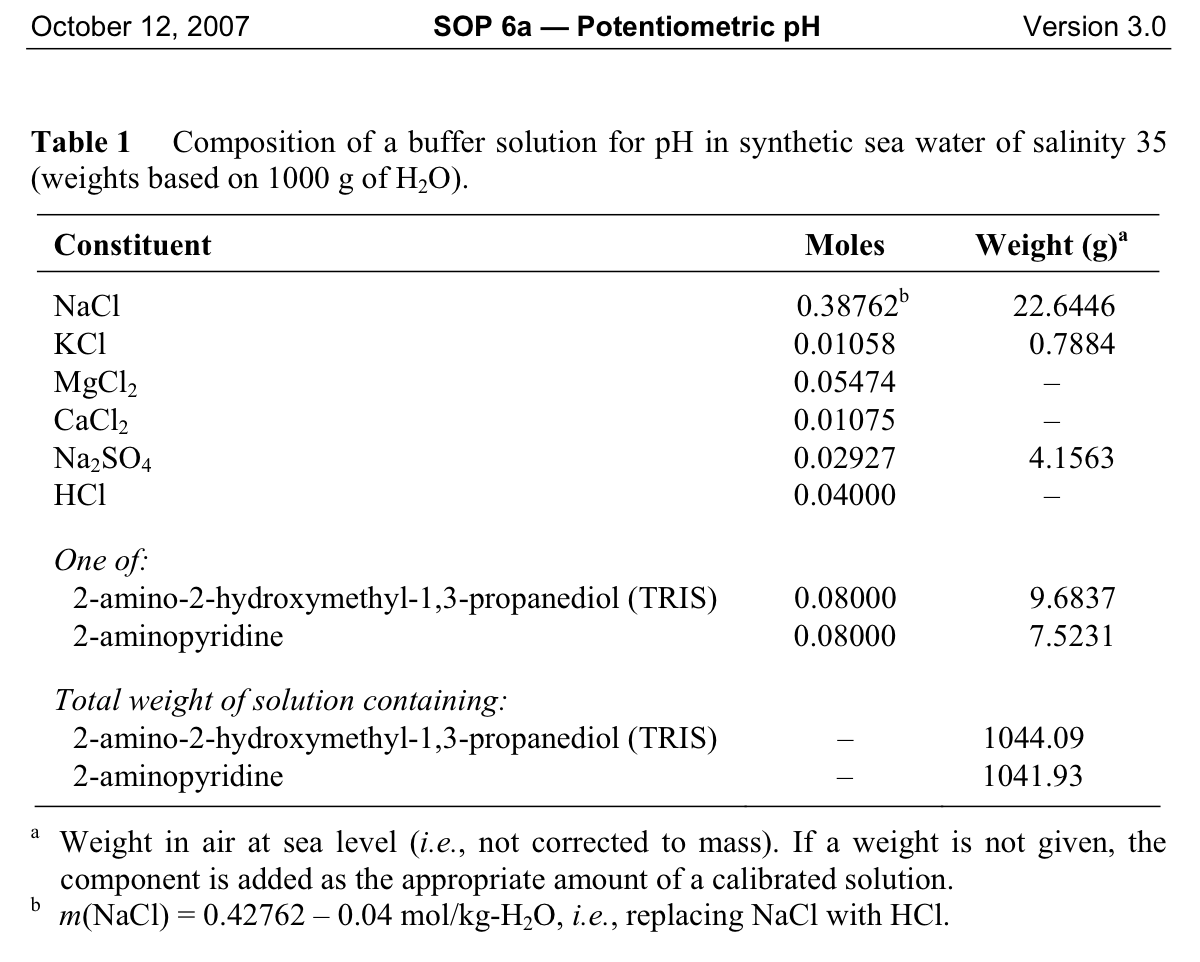 October 12, 2007 SOP 6a — Potentiometric pH Version 3.0
Table 1 Composition of a buffer solution for pH in synthetic sea water of salinity 35
(weights based on 1000 g of H₂O).
Constituent Moles Weight (g)ᵃ
NaCl 0.38762ᵇ 22.6446
KCl 0.01058 0.7884
MgCl₂ 0.05474 –
CaCl₂ 0.01075 –
Na₂SO₄ 0.02927 4.1563
HCl 0.04000 –
One of:
2-amino-2-hydroxymethyl-1,3-propanediol (TRIS) 0.08000 9.6837
2-aminopyridine 0.08000 7.5231
Total weight of solution containing:
2-amino-2-hydroxymethyl-1,3-propanediol (TRIS) – 1044.09
2-aminopyridine – 1041.93
ᵃ Weight in air at sea level (i.e., not corrected to mass). If a weight is not given, the
component is added as the appropriate amount of a calibrated solution.
ᵇ m(NaCl) = 0.42762 – 0.04 mol/kg-H₂O, i.e., replacing NaCl with HCl.